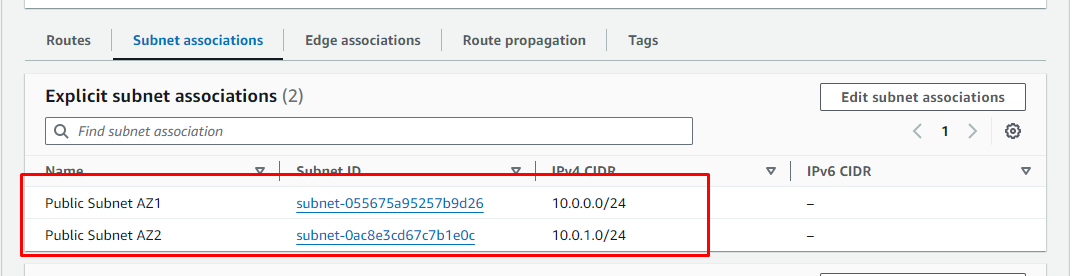 Routes Subnet associations Edge associations Route propagation Tags
Explicit subnet associations (2) Edit subnet associations
Find subnet association 1
Name Subnet ID IPv4 CIDR IPv6 CIDR
Public Subnet AZ1 subnet-055675a95257b9d26 10.0.0.0/24 –
Public Subnet AZ2 subnet-0ac8e3cd67c7b1e0c 10.0.1.0/24 –